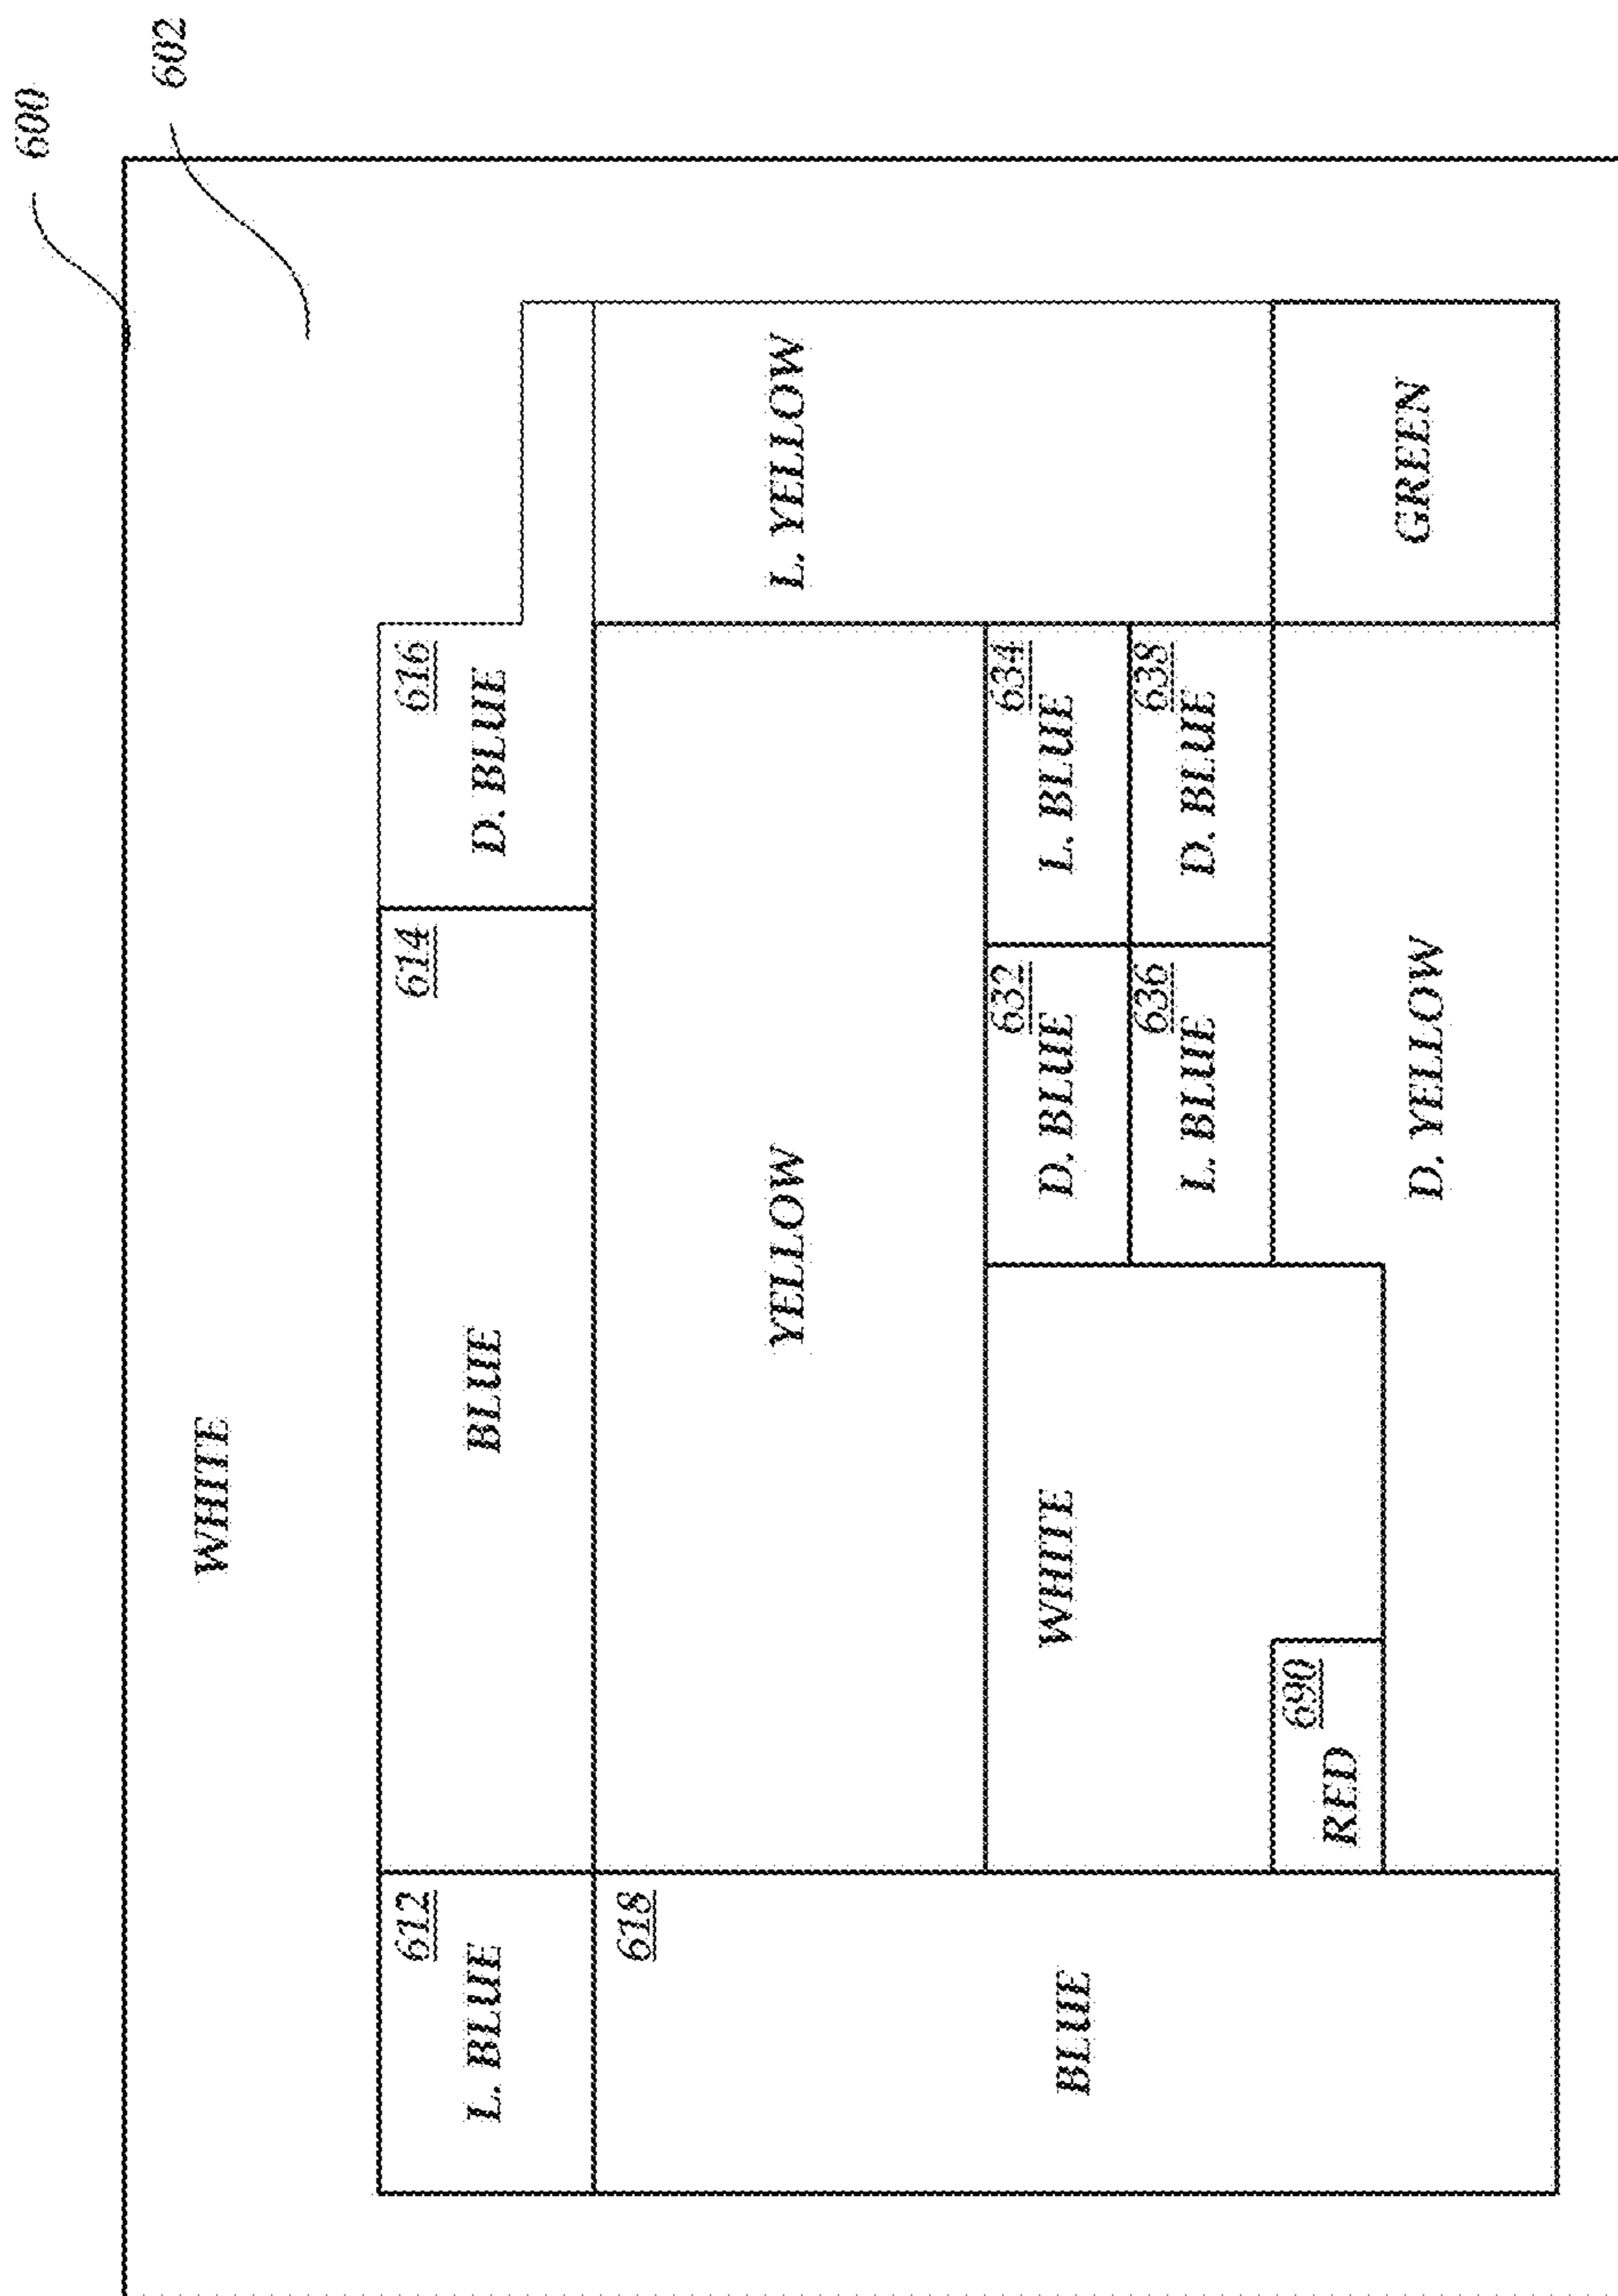 600
602
WHITE
612
L. BLUE
614
BLUE
616
D. BLUE
618
BLUE
YELLOW
L. YELLOW
WHITE
632
D. BLUE
634
L. BLUE
636
L. BLUE
638
D. BLUE
690
RED
D. YELLOW
GREEN